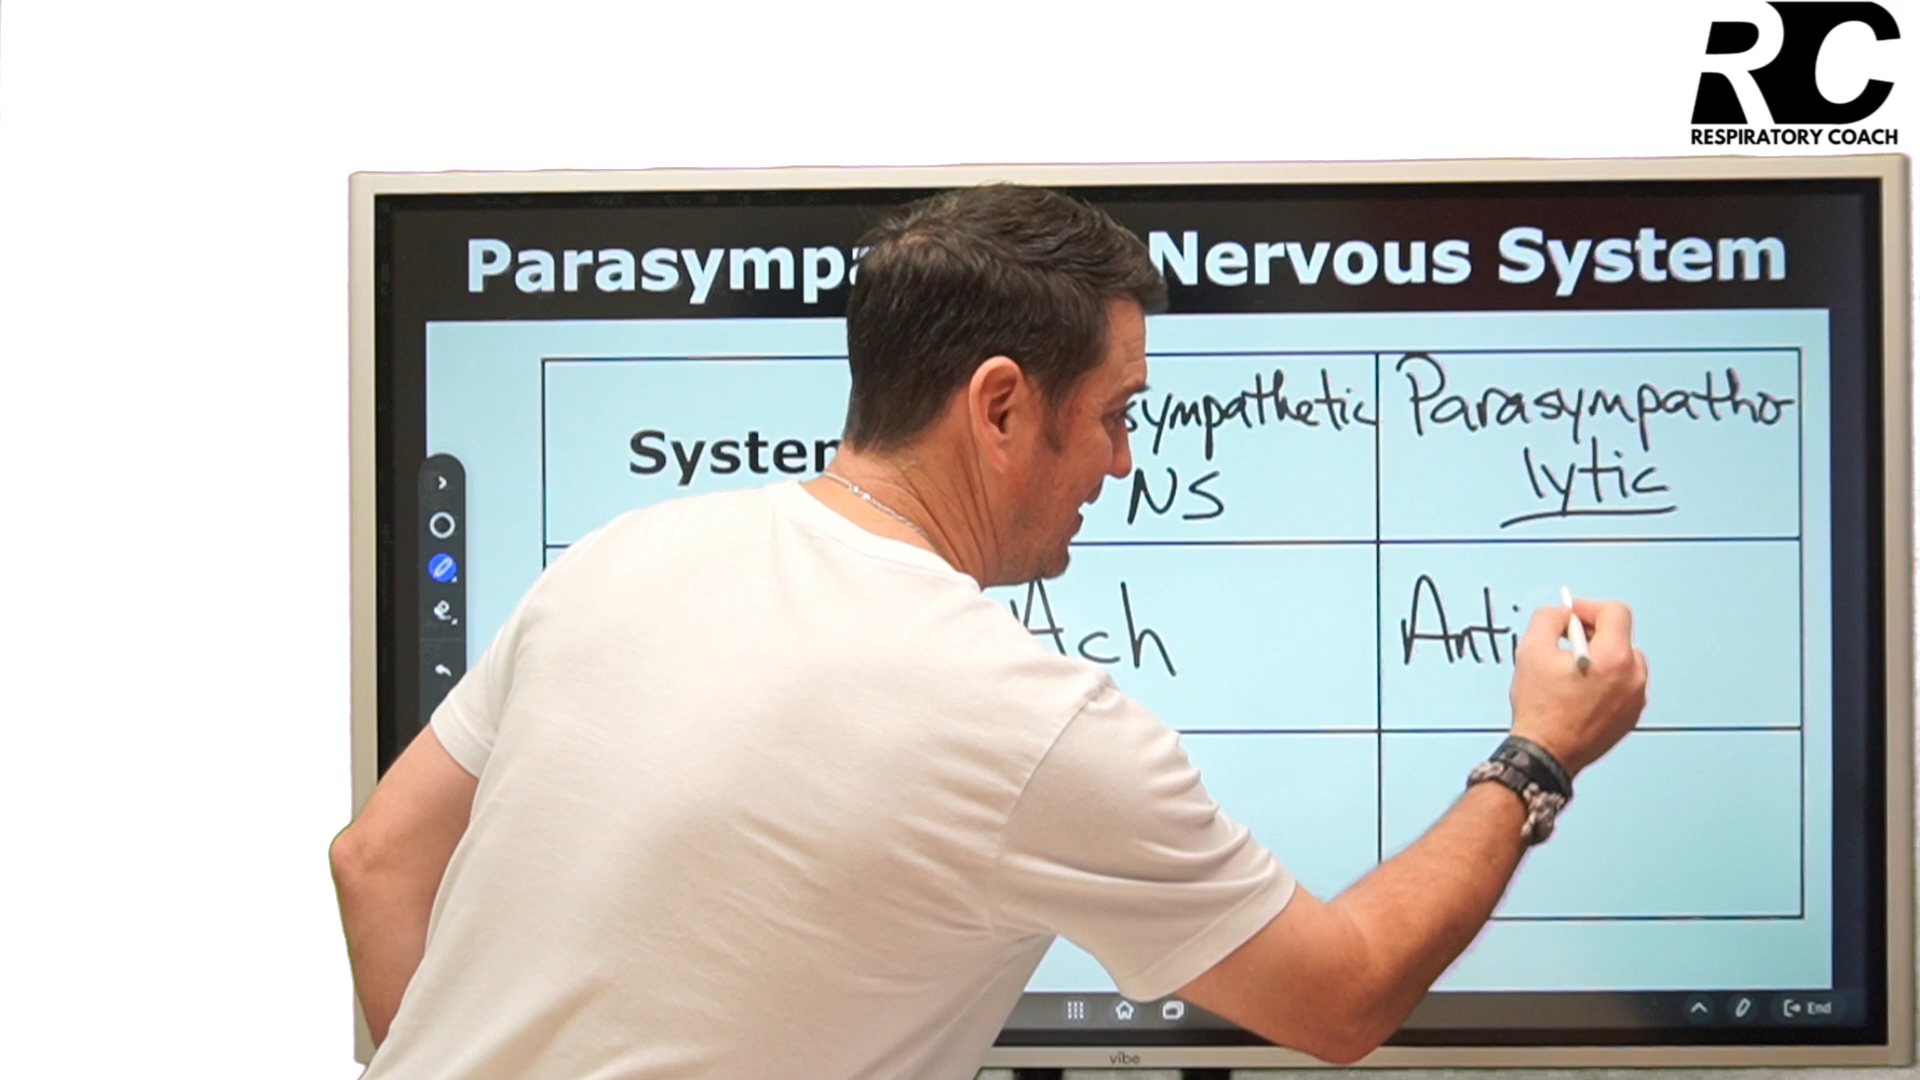 RC
RESPIRATORY COACH
Parasympa Nervous System
System
sympathetic
NS
Parasympatho
lytic
Ach
Anti
End
vibe